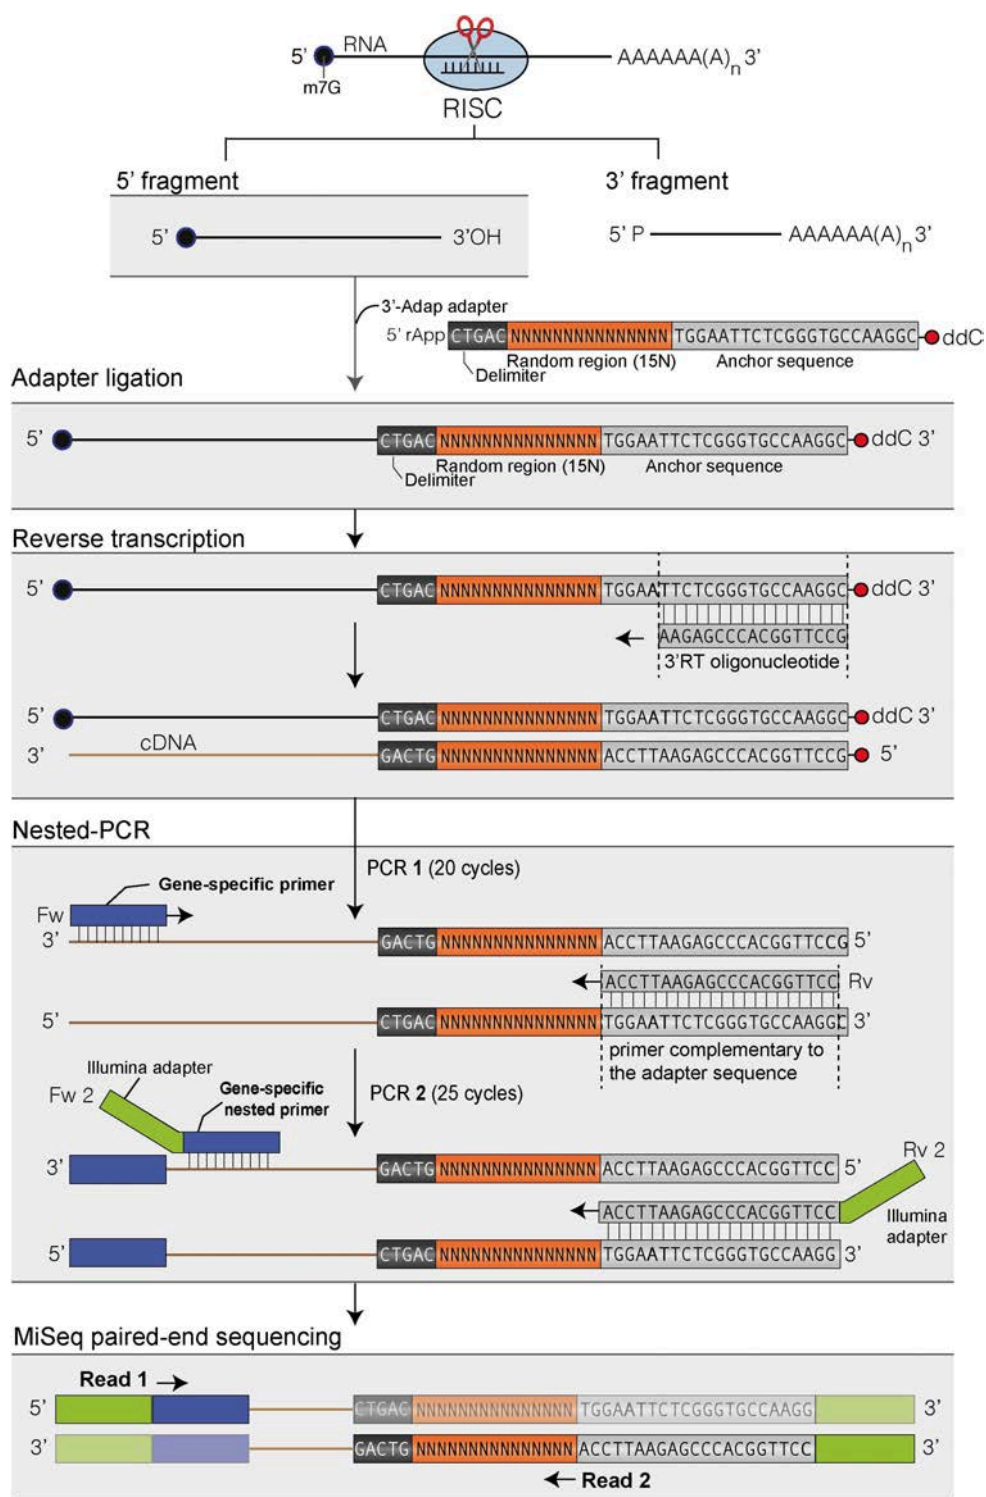 5’ RNA AAAAAA(A)n 3’
m7G
RISC
5’ fragment 3’ fragment
5’ 3’OH 5’ P AAAAAA(A)n 3’
3’-Adap adapter
5’ rApp CTGAC NNNNNNNNNNNNNNN TGGAATTCTCGGGTGCCAAGGC ddC
Random region (15N) Anchor sequence
Delimiter
Adapter ligation
5’ CTGAC NNNNNNNNNNNNNNN TGGAATTCTCGGGTGCCAAGGC ddC 3’
Random region (15N) Anchor sequence
Delimiter
Reverse transcription
5’ CTGAC NNNNNNNNNNNNNNN TGGAATTCTCGGGTGCCAAGGC ddC 3’
AAGAGCCCACGGTTCCG
3’RT oligonucleotide
5’ CTGAC NNNNNNNNNNNNNNN TGGAATTCTCGGGTGCCAAGGC ddC 3’
3’ cDNA GACTG NNNNNNNNNNNNNNN ACCTTAAGAGCCCACGGTTCCG 5’
Nested-PCR
PCR 1 (20 cycles)
Gene-specific primer
Fw
3’ GACTG NNNNNNNNNNNNNNN ACCTTAAGAGCCCACGGTTCCG 5’
ACCTTAAGAGCCCACGGTTCC Rv
5’ CTGAC NNNNNNNNNNNNNNN TGGAATTCTCGGGTGCCAAGGC 3’
primer complementary to
the adapter sequence
Illumina adapter
PCR 2 (25 cycles)
Fw 2
Gene-specific
nested primer
3’ GACTG NNNNNNNNNNNNNNN ACCTTAAGAGCCCACGGTTCC 5’
Rv 2
ACCTTAAGAGCCCACGGTTCC
Illumina
adapter
5’ CTGAC NNNNNNNNNNNNNNN TGGAATTCTCGGGTGCCAAGG 3’
MiSeq paired-end sequencing
Read 1
5’ CTGAC NNNNNNNNNNNNNNN TGGAATTCTCGGGTGCCAAGG 3’
3’ GACTG NNNNNNNNNNNNNNN ACCTTAAGAGCCCACGGTTCC 3’
Read 2